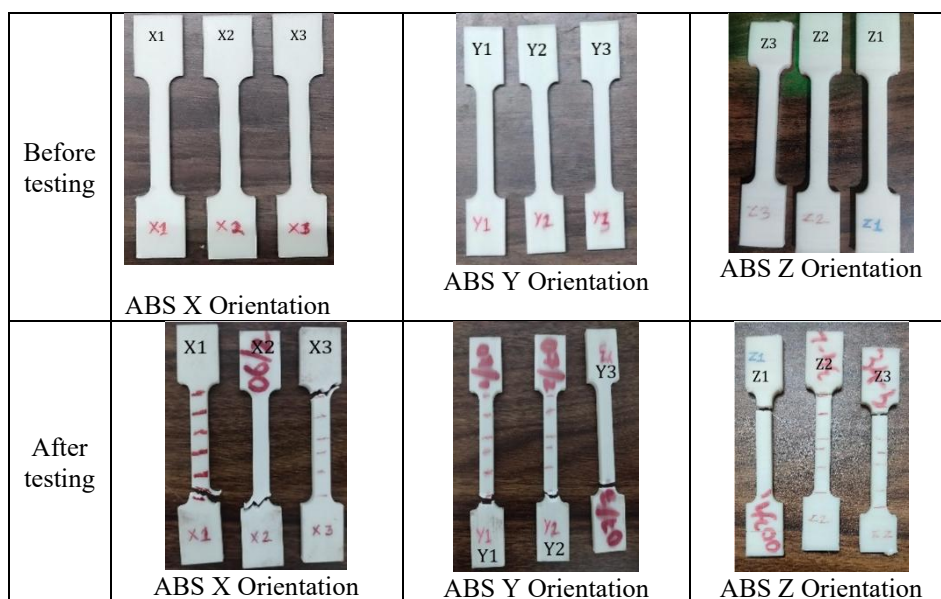 Before
testing
X1 X2 X3
X1 X2 X3
ABS X Orientation
Y1 Y2 Y3
Y1 Y2 Y3
ABS Y Orientation
Z3 Z2 Z1
Z3 Z2 Z1
ABS Z Orientation
After
testing
X1 X2 X3
X1 X2 X3
ABS X Orientation
Y3
Y1 Y2
Y1 Y2
ABS Y Orientation
Z1
Z1 Z2 Z3
Z2
ABS Z Orientation